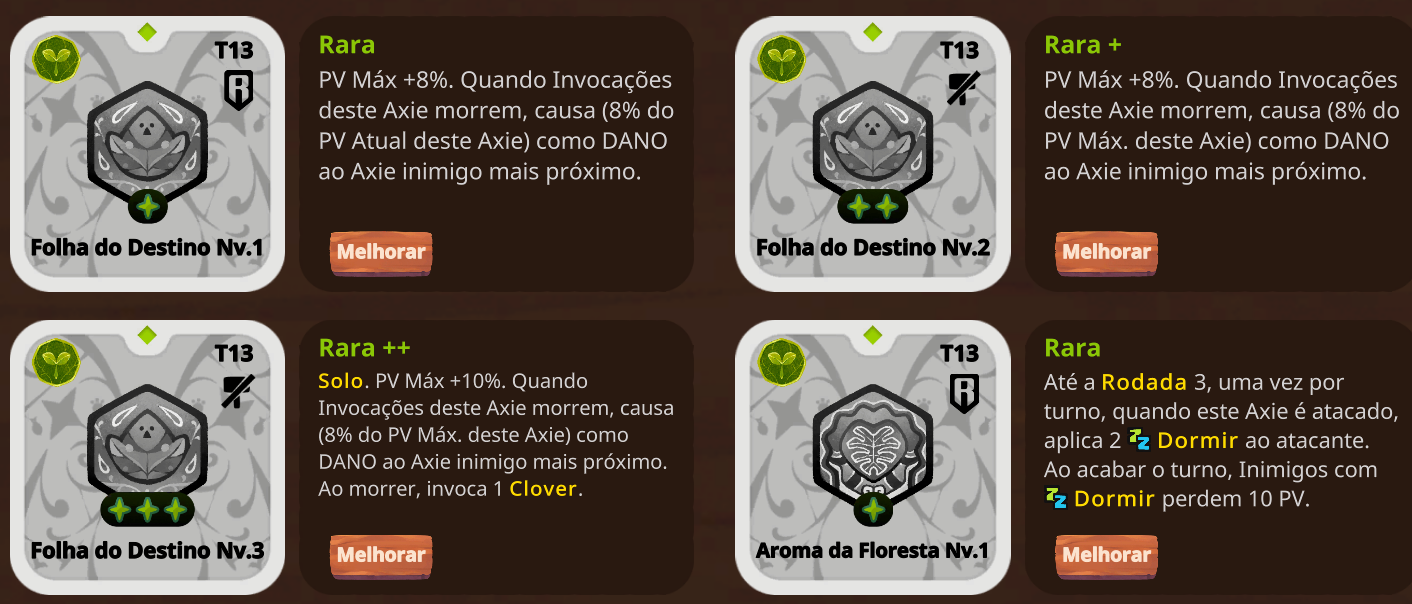 T13
Folha do Destino Nv.1
Rara
PV Máx +8%. Quando Invocações
deste Axie morrem, causa (8% do
PV Atual deste Axie) como DANO
ao Axie inimigo mais próximo.
Melhorar
T13
Folha do Destino Nv.2
Rara +
PV Máx +8%. Quando Invocações
deste Axie morrem, causa (8% do
PV Máx. deste Axie) como DANO
ao Axie inimigo mais próximo.
Melhorar
T13
Folha do Destino Nv.3
Rara ++
Solo. PV Máx +10%. Quando
Invocações deste Axie morrem, causa
(8% do PV Máx. deste Axie) como
DANO ao Axie inimigo mais próximo.
Ao morrer, invoca 1 Clover.
Melhorar
T13
Aroma da Floresta Nv.1
Rara
Até a Rodada 3, uma vez por
turno, quando este Axie é atacado,
aplica 2 Dormir ao atacante.
Ao acabar o turno, Inimigos com
Dormir perdem 10 PV.
Melhorar